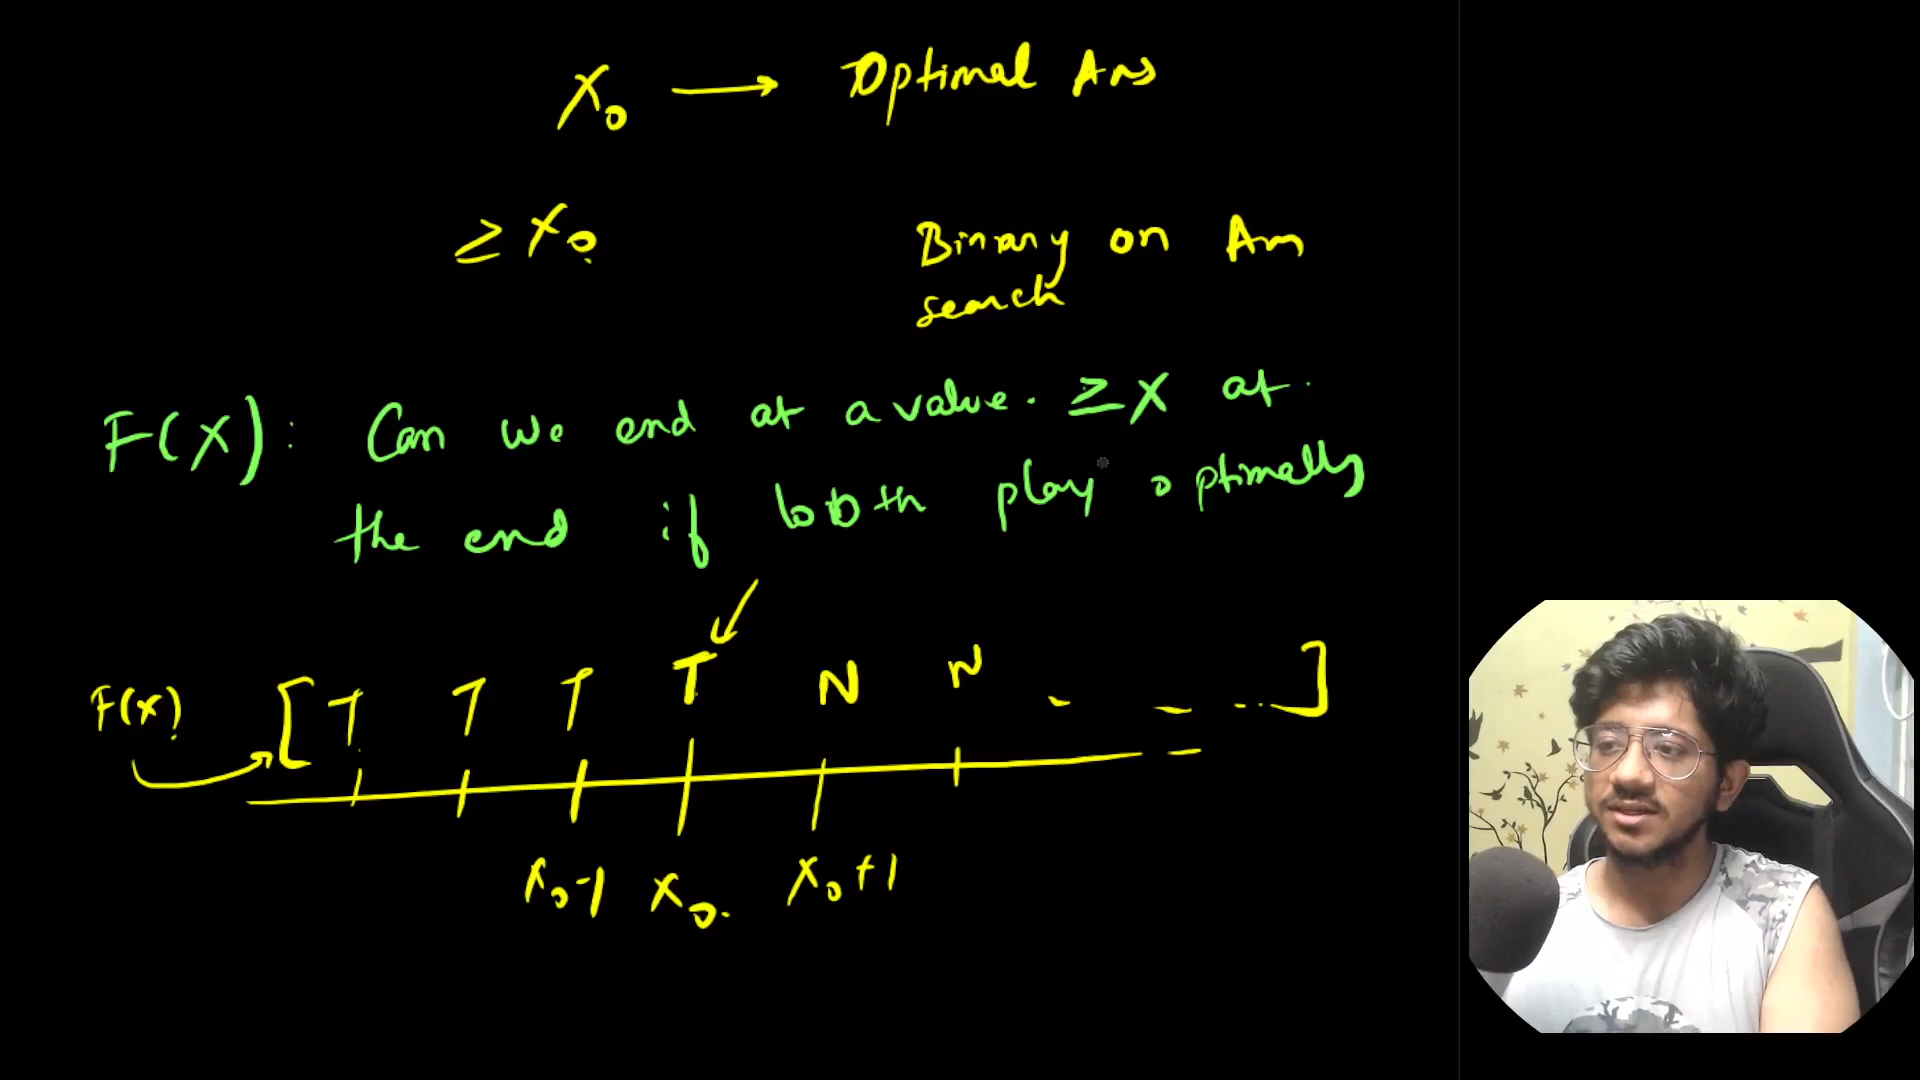 X₀ → Optimal Ans
≥ X₀
Binary on Ans
search
F(X): Can we end at a value. ≥ X at.
the end if both play optimally
F(x) [ T T T T N N - - ... ]
X₀-1 X₀. X₀+1